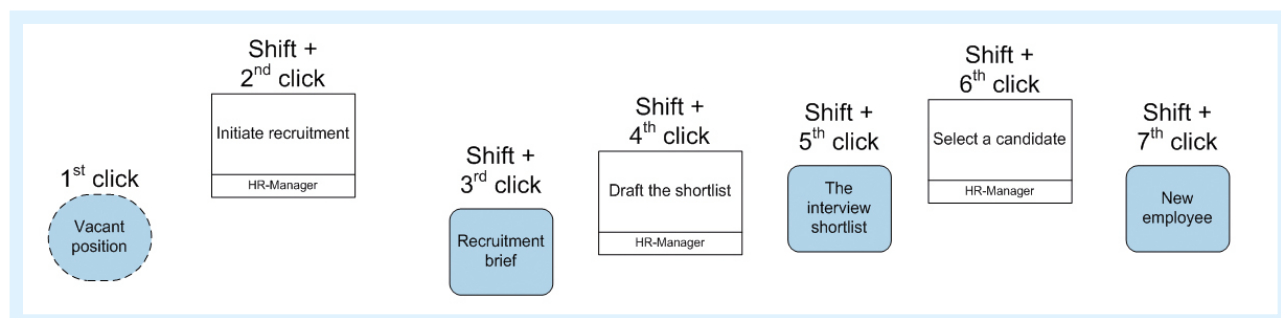 1st click
Vacant
position
Shift +
2nd click
Initiate recruitment
HR-Manager
Shift +
3rd click
Recruitment
brief
Shift +
4th click
Draft the shortlist
HR-Manager
Shift +
5th click
The
interview
shortlist
Shift +
6th click
Select a candidate
HR-Manager
Shift +
7th click
New
employee